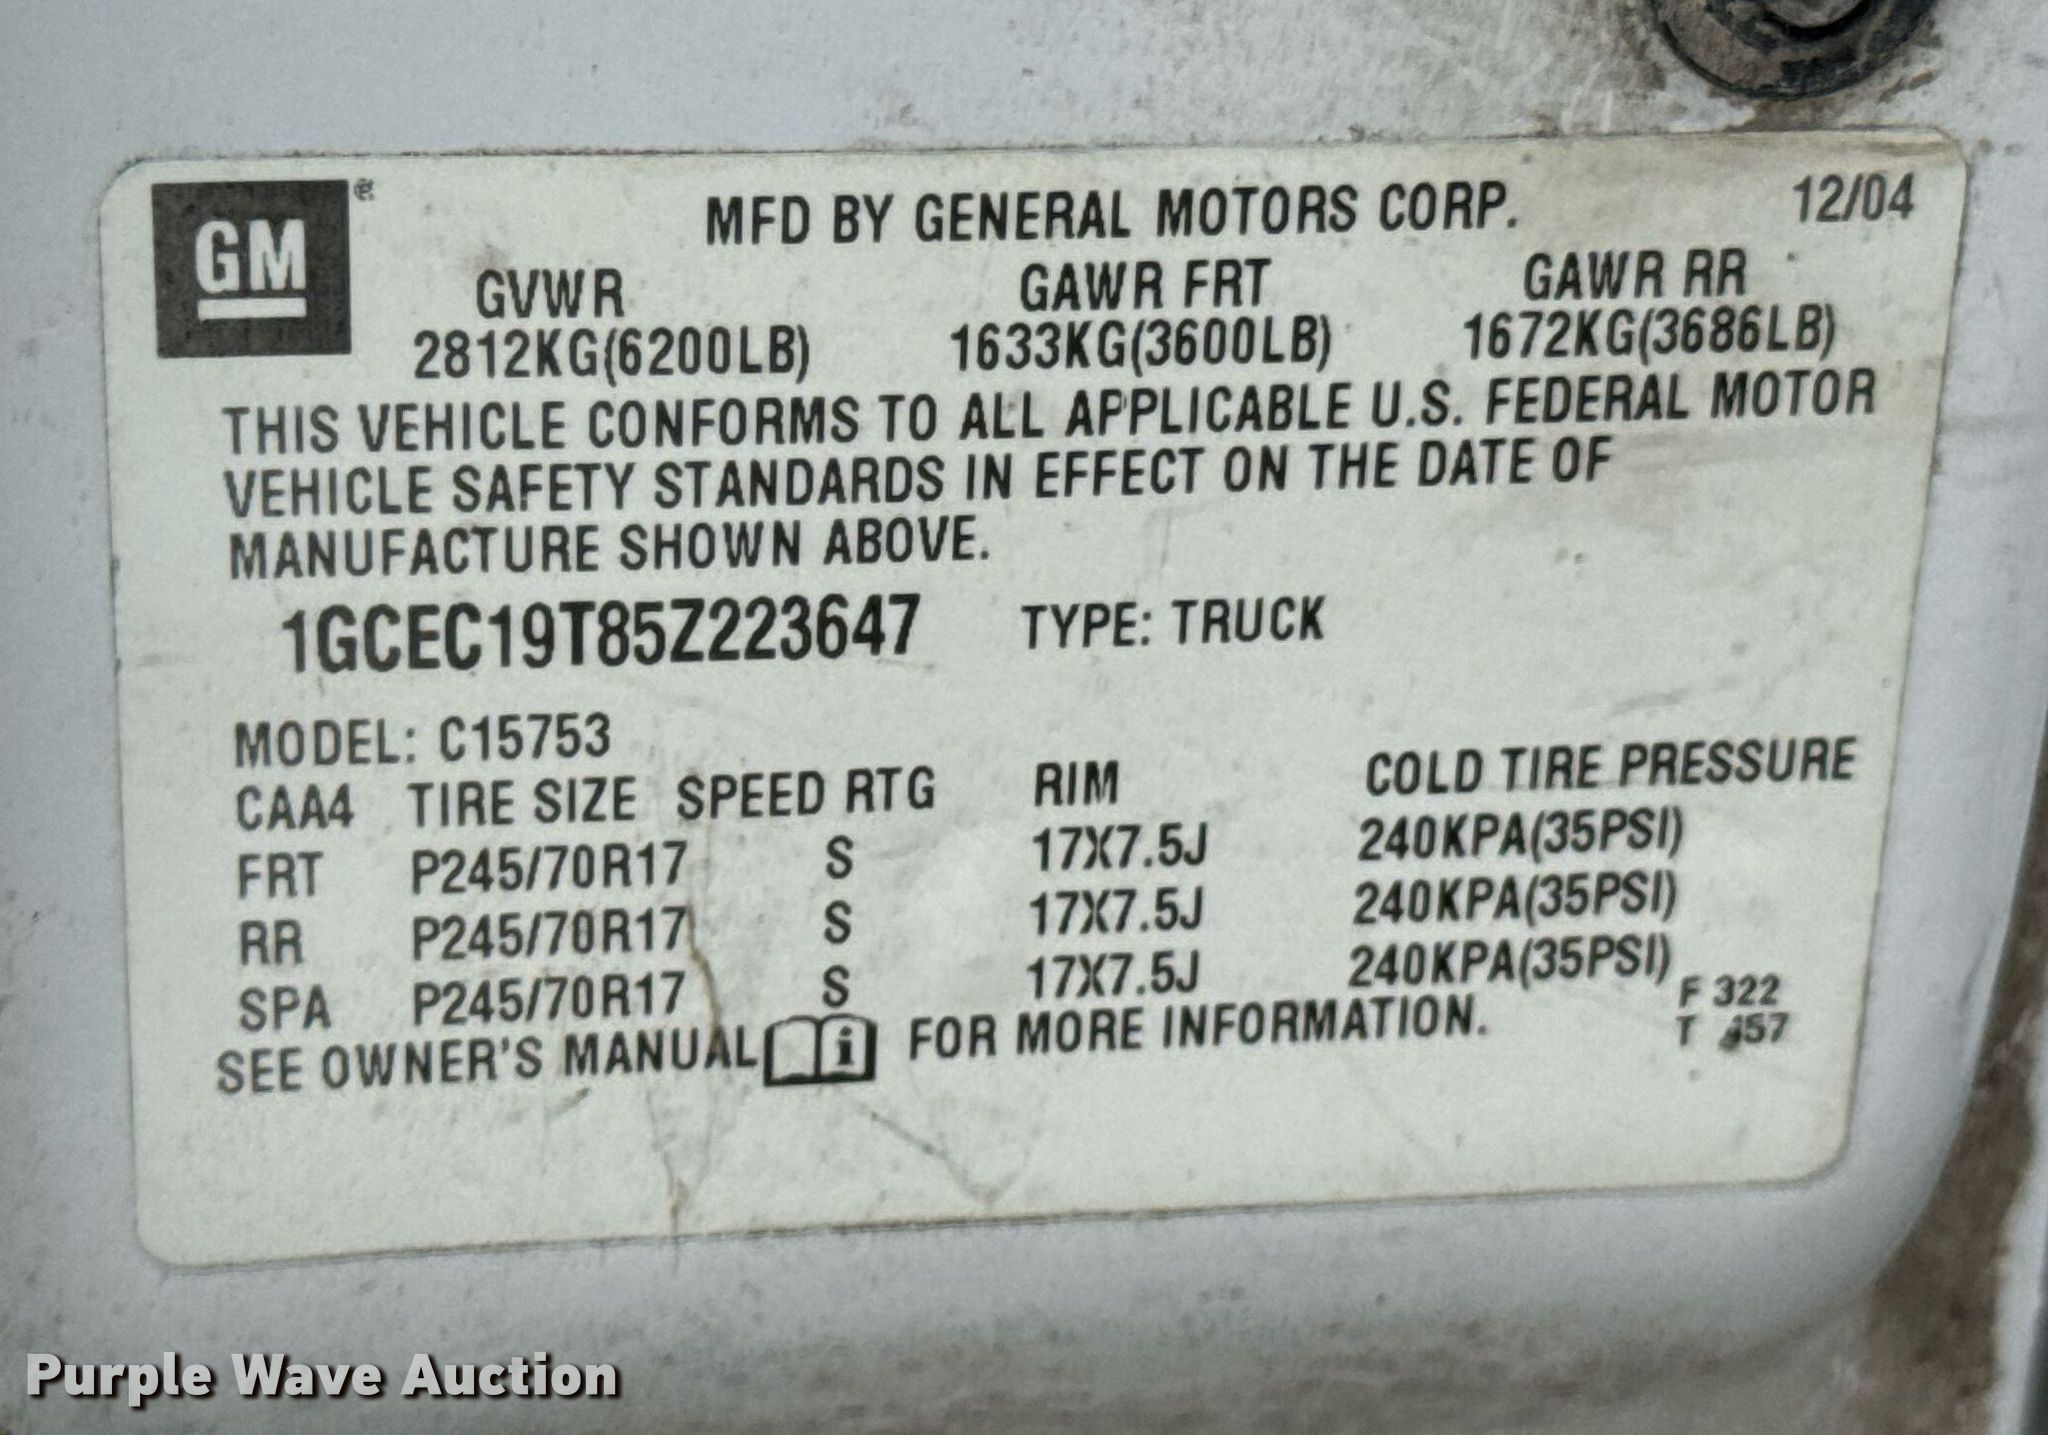 GM ®
MFD BY GENERAL MOTORS CORP. 12/04
GVWR GAWR FRT GAWR RR
2812KG(6200LB) 1633KG(3600LB) 1672KG(3686LB)
THIS VEHICLE CONFORMS TO ALL APPLICABLE U.S. FEDERAL MOTOR
VEHICLE SAFETY STANDARDS IN EFFECT ON THE DATE OF
MANUFACTURE SHOWN ABOVE.
1GCEC19T85Z223647 TYPE: TRUCK
MODEL: C15753
CAA4 TIRE SIZE SPEED RTG RIM COLD TIRE PRESSURE
FRT P245/70R17 S 17X7.5J 240KPA(35PSI)
RR P245/70R17 S 17X7.5J 240KPA(35PSI)
SPA P245/70R17 S 17X7.5J 240KPA(35PSI)
F 322
T
SEE OWNER'S MANUAL i FOR MORE INFORMATION.
Purple Wave Auction